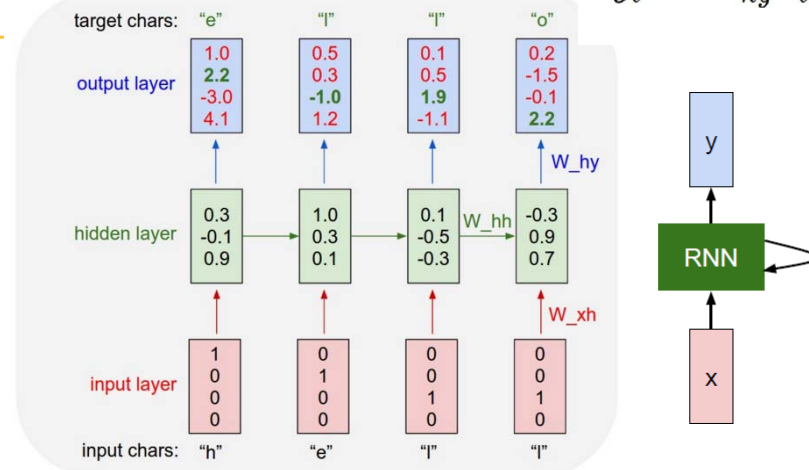 target chars: "e" "l" "l" "o"
output layer
1.0 0.5 0.1 0.2
2.2 0.3 0.5 -1.5
-3.0 -1.0 1.9 -0.1
4.1 1.2 -1.1 2.2
W_hy
y
hidden layer
0.3 1.0 0.1 -0.3
-0.1 0.3 -0.5 W_hh 0.9
0.9 0.1 -0.3 0.7
RNN
W_xh
input layer
1 0 0 0
0 1 0 0
0 0 1 1
0 0 0 0
x
input chars: "h" "e" "l" "l"